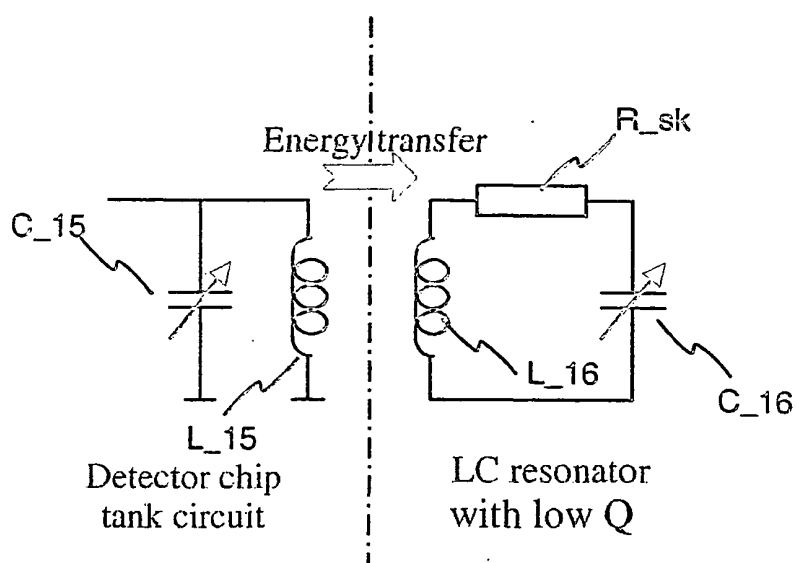 Energy transfer
R_sk
C_15
L_16
C_16
L_15
Detector chip
tank circuit
LC resonator
with low Q